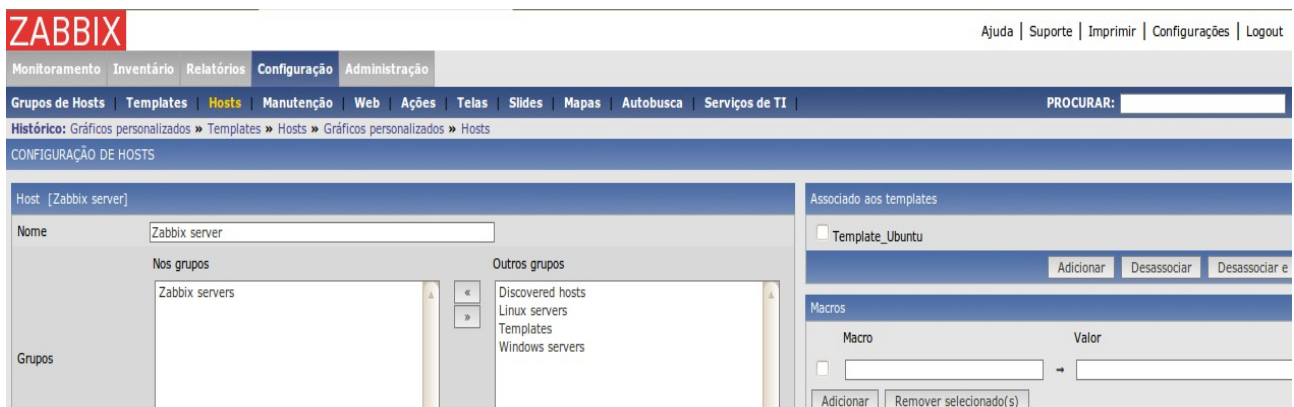 ZABBIX
Ajuda | Suporte | Imprimir | Configurações | Logout
Monitoramento Inventário Relatórios Configuração Administração
Grupos de Hosts | Templates | Hosts | Manutenção | Web | Ações | Telas | Slides | Mapas | Autobusca | Serviços de TI |
PROCURAR:
Histórico: Gráficos personalizados » Templates » Hosts » Gráficos personalizados » Hosts
CONFIGURAÇÃO DE HOSTS
Host [Zabbix server]
Nome Zabbix server
Nos grupos
Outros grupos
Zabbix servers
«
»
Discovered hosts
Linux servers
Templates
Windows servers
Grupos
Associado aos templates
Template_Ubuntu
Adicionar Desassociar Desassociar e
Macros
Macro Valor
⇒
Adicionar Remover selecionado(s)